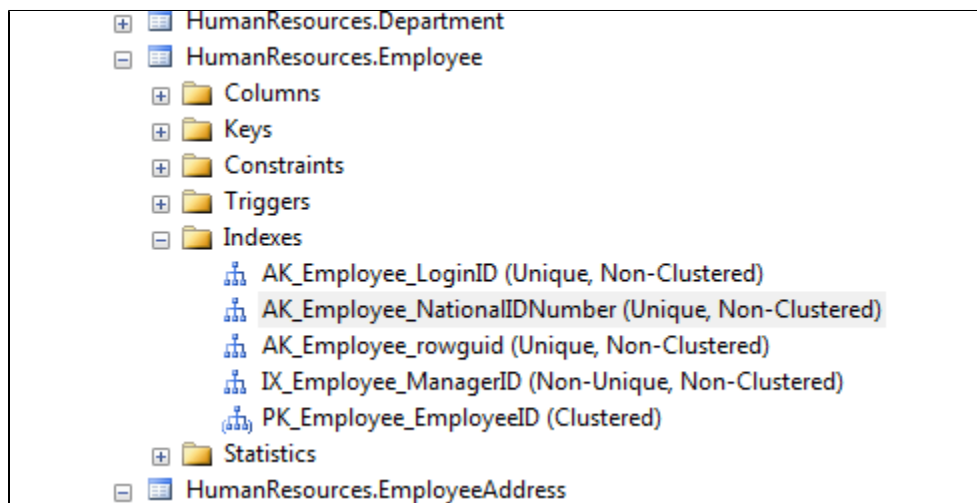 HumanResources.Department
HumanResources.Employee
Columns
Keys
Constraints
Triggers
Indexes
AK_Employee_LoginID (Unique, Non-Clustered)
AK_Employee_NationalIDNumber (Unique, Non-Clustered)
AK_Employee_rowguid (Unique, Non-Clustered)
IX_Employee_ManagerID (Non-Unique, Non-Clustered)
PK_Employee_EmployeeID (Clustered)
Statistics
HumanResources.EmployeeAddress